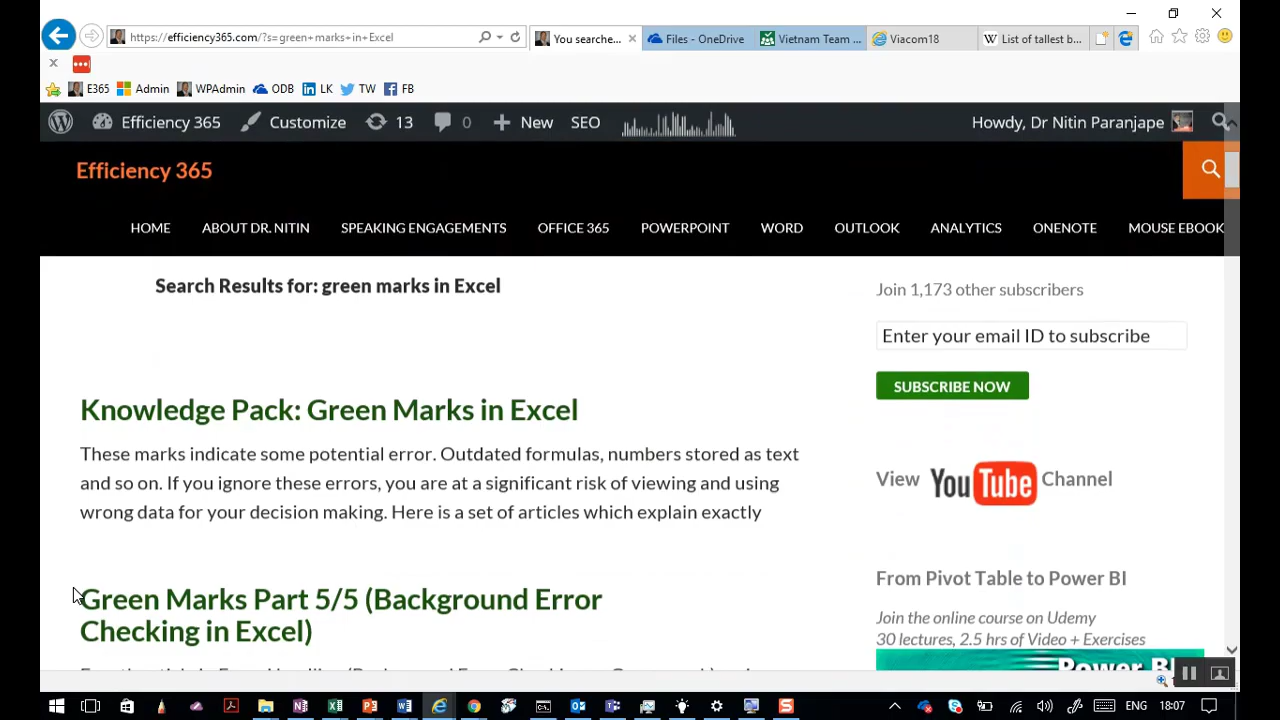 https://efficiency365.com/?s=green+marks+in+Excel
You searche...
Files - OneDrive
Vietnam Team ...
Viacom18
W List of tallest b...
E365 Admin WPAdmin ODB LK TW FB
Efficiency 365 Customize 13 0 New SEO Howdy, Dr Nitin Paranjape
Efficiency 365
HOME ABOUT DR. NITIN SPEAKING ENGAGEMENTS OFFICE 365 POWERPOINT WORD OUTLOOK ANALYTICS ONENOTE MOUSE EBOOK
Search Results for: green marks in Excel
Knowledge Pack: Green Marks in Excel
These marks indicate some potential error. Outdated formulas, numbers stored as text
and so on. If you ignore these errors, you are at a significant risk of viewing and using
wrong data for your decision making. Here is a set of articles which explain exactly
Green Marks Part 5/5 (Background Error
Checking in Excel)
Join 1,173 other subscribers
Enter your email ID to subscribe
SUBSCRIBE NOW
View YouTube Channel
From Pivot Table to Power BI
Join the online course on Udemy
30 lectures, 2.5 hrs of Video + Exercises
Power BI
ENG 18:07